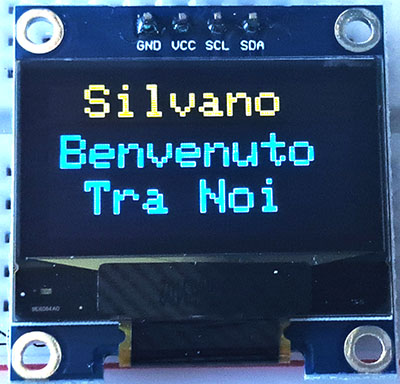 GND VCC SCL SDA
Silvano
Benvenuto
Tra Noi